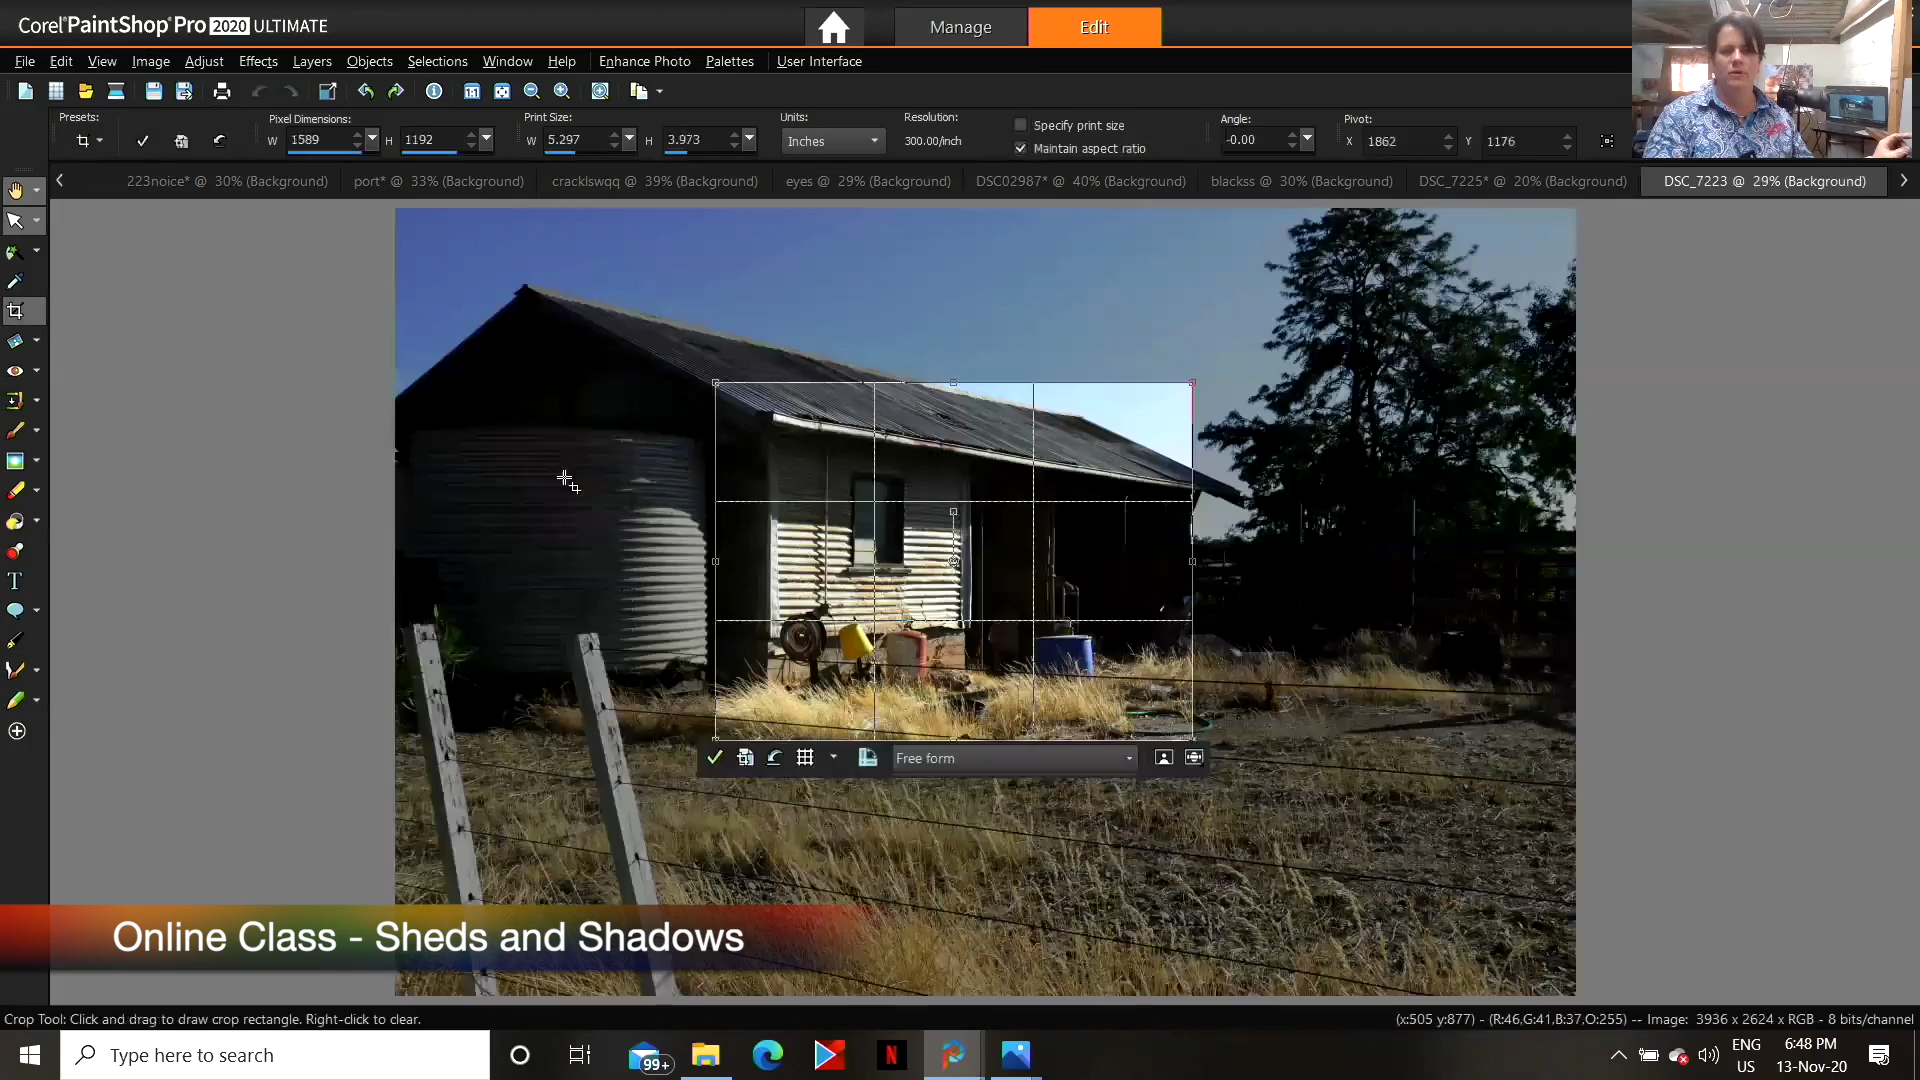 Corel PaintShop Pro 2020 ULTIMATE
Manage
Edit
File Edit View Image Adjust Effects Layers Objects Selections Window Help Enhance Photo Palettes User Interface
Presets:
Pixel Dimensions:
W 1589 H 1192
Print Size:
W 5.297 H 3.973
Units:
Inches
Resolution:
300.00/inch
Specify print size
Maintain aspect ratio
Angle:
-0.00
Pivot:
X 1862 Y 1176
223noice* @ 30% (Background)
port* @ 33% (Background)
cracklswqq @ 39% (Background)
eyes @ 29% (Background)
DSC02987* @ 40% (Background)
blackss @ 30% (Background)
DSC_7225* @ 20% (Background)
DSC_7223 @ 29% (Background)
Free form
Online Class - Sheds and Shadows
Crop Tool: Click and drag to draw crop rectangle. Right-click to clear.
(x:505 y:877) - (R:46,G:41,B:37,O:255) -- Image: 3936 x 2624 x RGB - 8 bits/channel
Type here to search
99+
N
ENG
US
6:48 PM
13-Nov-20